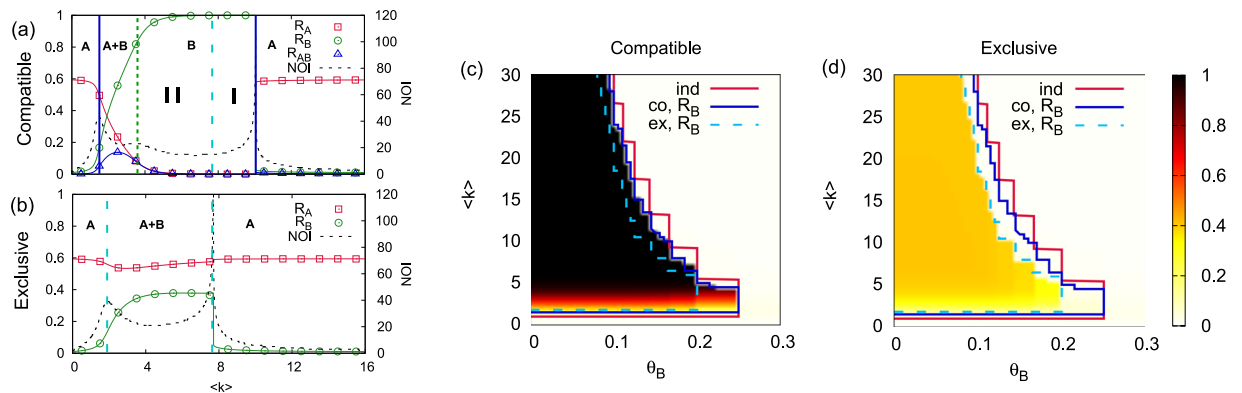 (a)
Compatible
1
0.8
0.6
0.4
0.2
0
A
A+B
B
A
II
I
R_A
R_B
R_AB
NOI
120
100
80
60
40
20
0
NOI
(b)
Exclusive
1
0.8
0.6
0.4
0.2
0
A
A+B
A
R_A
R_B
NOI
120
100
80
60
40
20
0
NOI
0 4 8 12 16
<k>
(c)
Compatible
<k>
30
25
20
15
10
5
0
ind
co, R_B
ex, R_B
0 0.1 0.2 0.3
θ_B
(d)
Exclusive
<k>
30
25
20
15
10
5
0
ind
co, R_B
ex, R_B
0 0.1 0.2 0.3
θ_B
1
0.8
0.6
0.4
0.2
0